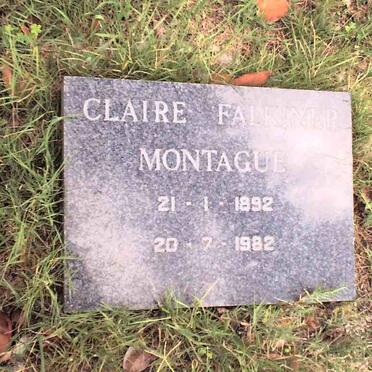 CLAIRE FALKINER
MONTAGUE
21 - 1 - 1892
20 - 7 - 1982